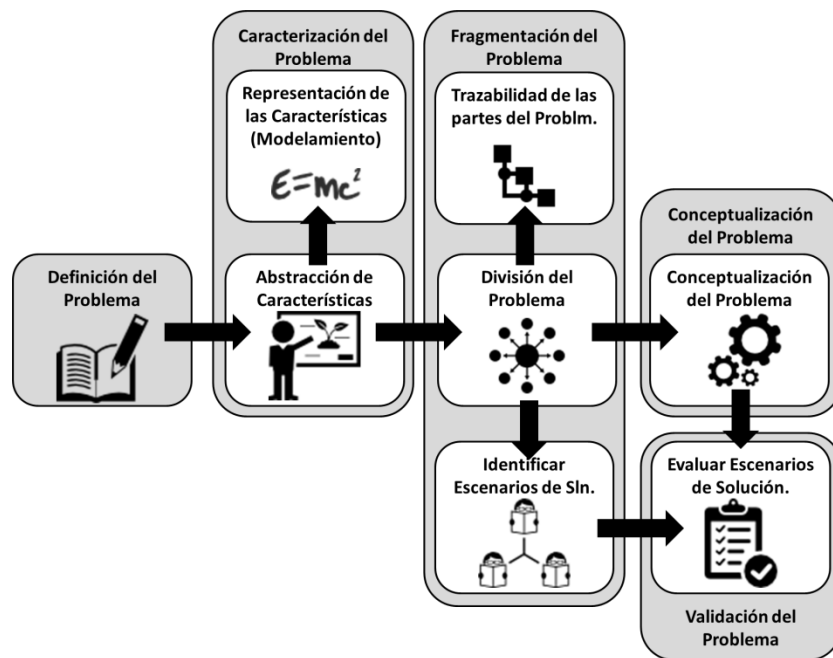 Caracterización del
Problema
Representación de
las Características
(Modelamiento)
E=mc²
Fragmentación del
Problema
Trazabilidad de las
partes del Problm.
Definición del
Problema
Abstracción de
Características
División del
Problema
Conceptualización
del Problema
Conceptualización
del Problema
Identificar
Escenarios de Sln.
Evaluar Escenarios
de Solución.
Validación del
Problema